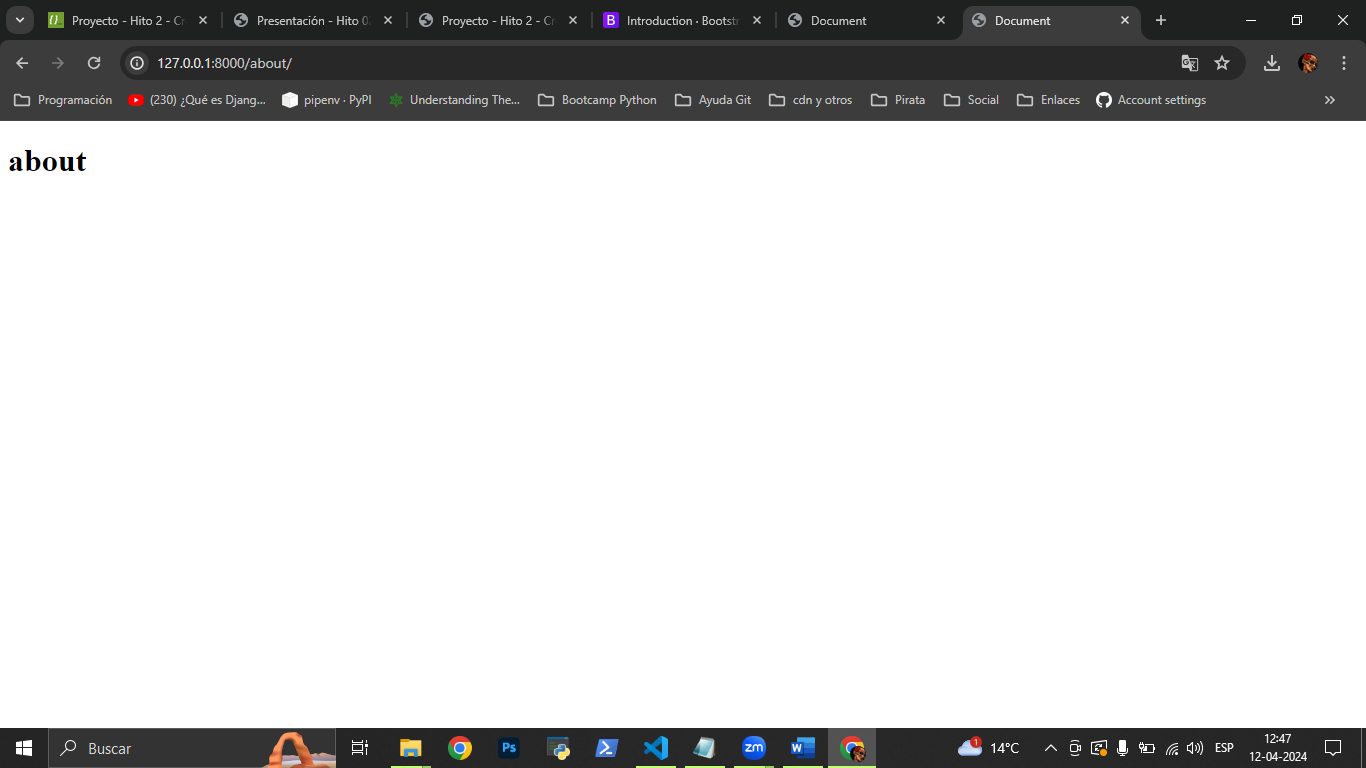 Proyecto - Hito 2 - Cr
Presentación - Hito 02
Proyecto - Hito 2 - Cr
Introduction · Bootstr
Document
Document
127.0.0.1:8000/about/
Programación
(230) ¿Qué es Djang...
pipenv · PyPI
Understanding The...
Bootcamp Python
Ayuda Git
cdn y otros
Pirata
Social
Enlaces
Account settings
about
Buscar
Ps
zm
W
1
14°C
ESP
12:47
12-04-2024